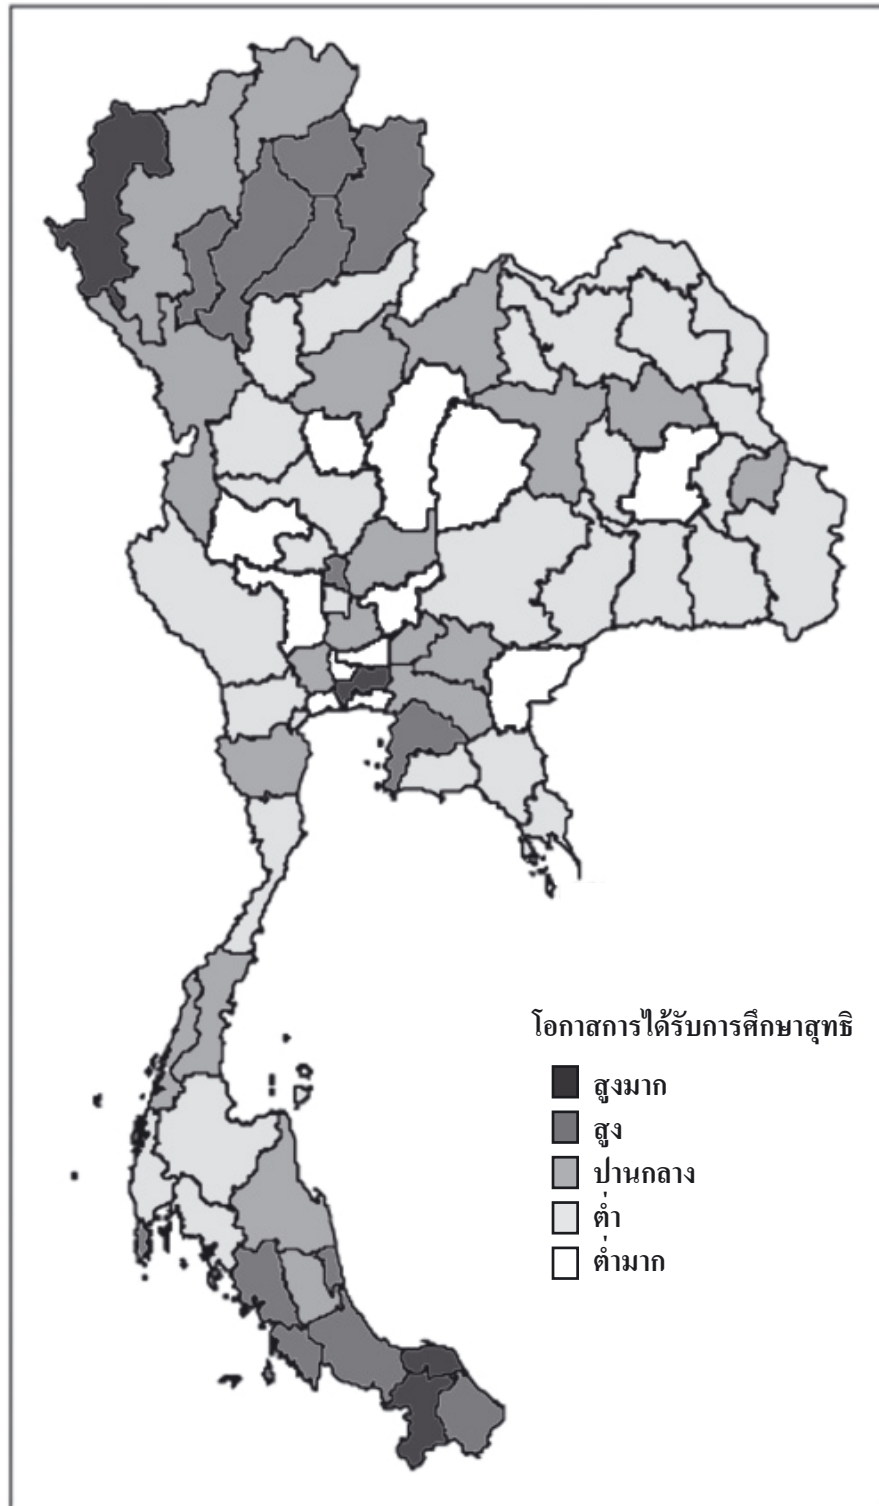 โอกาสการได้รับการศึกษาสุทธิ
สูงมาก
สูง
ปานกลาง
ต่ำ
ต่ำมาก